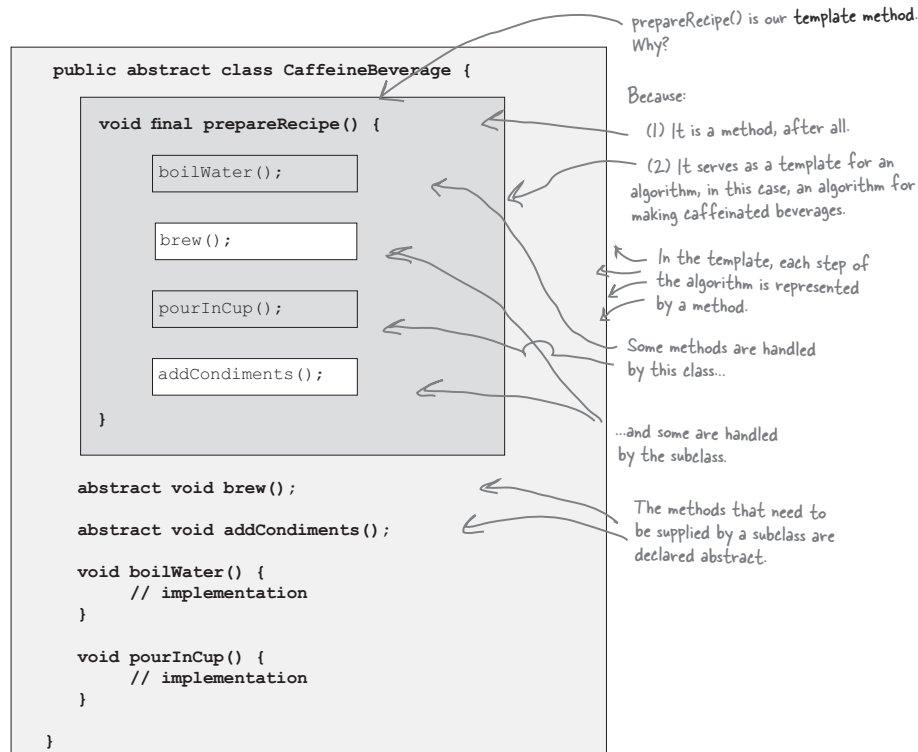 prepareRecipe() is our template method.
Why?
public abstract class CaffeineBeverage {
Because:
void final prepareRecipe() {
(1) It is a method, after all.
boilWater();
(2) It serves as a template for an
algorithm, in this case, an algorithm for
making caffeinated beverages.
brew();
In the template, each step of
the algorithm is represented
by a method.
pourInCup();
Some methods are handled
by this class...
addCondiments();
}
...and some are handled
by the subclass.
abstract void brew();
abstract void addCondiments();
The methods that need to
be supplied by a subclass are
declared abstract.
void boilWater() {
// implementation
}
void pourInCup() {
// implementation
}
}